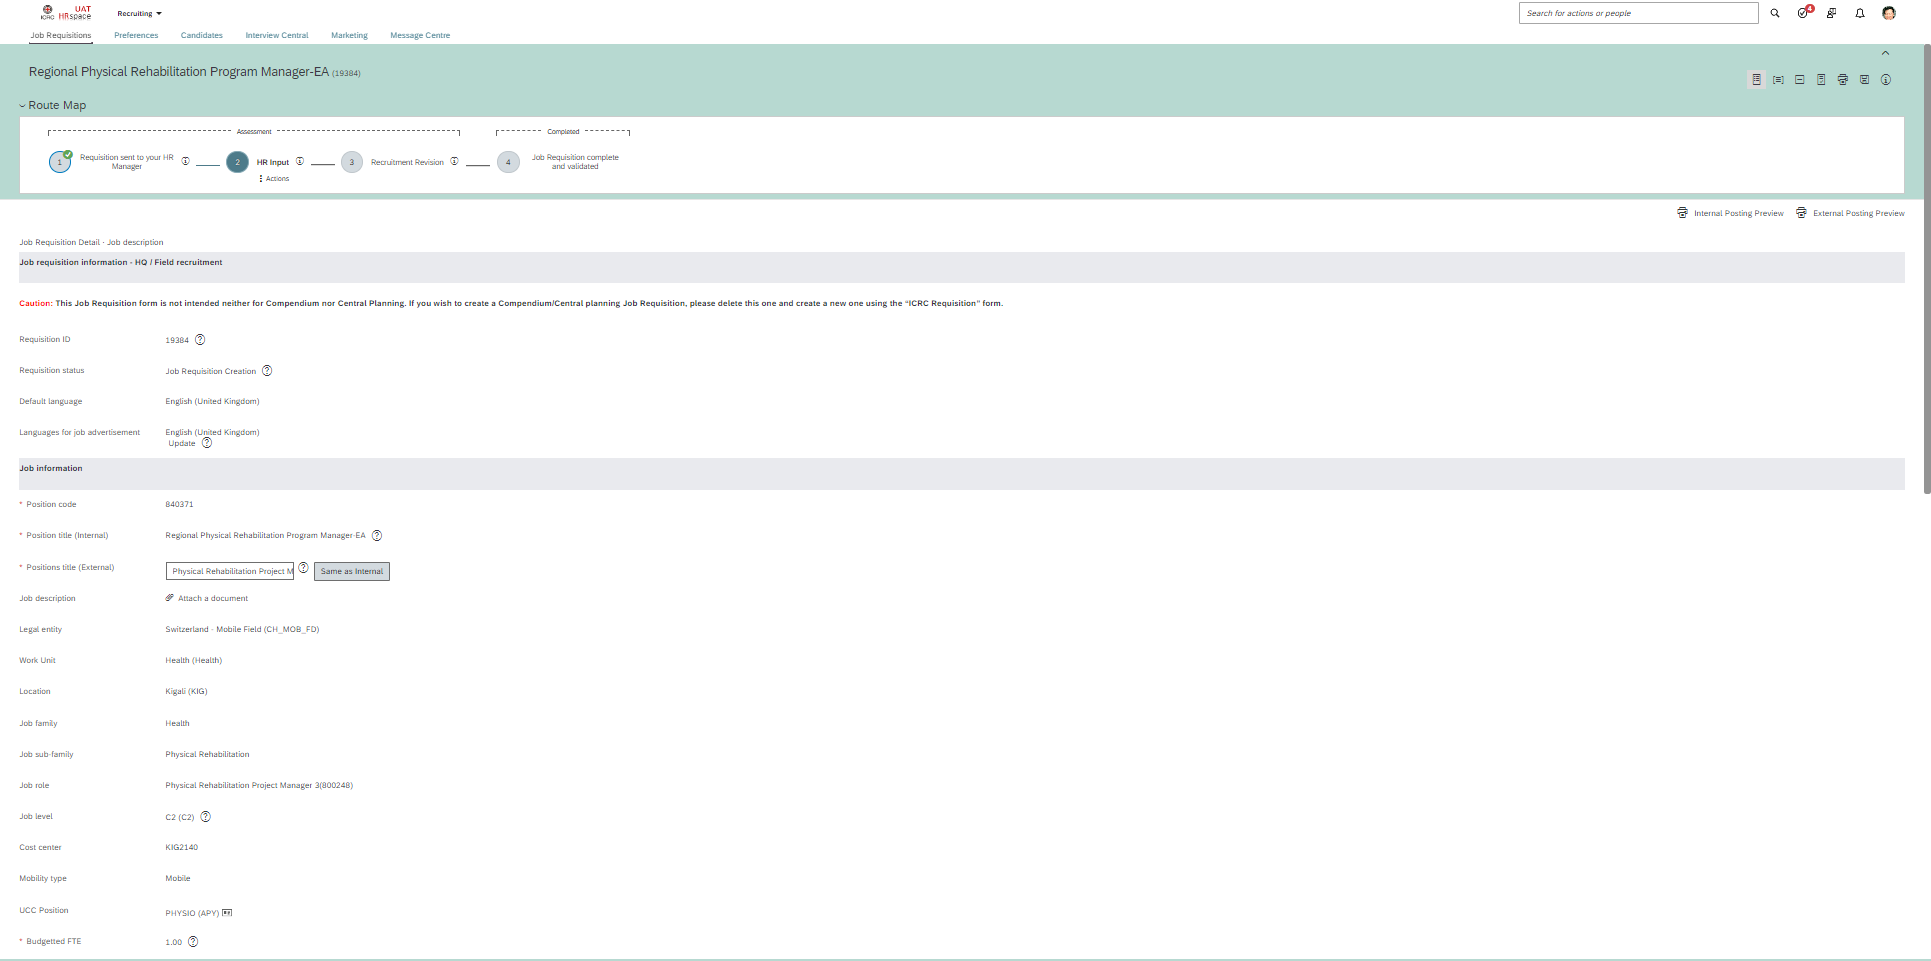 ICRC UAT HRspace
Recruiting
Search for actions or people
4
Job Requisitions Preferences Candidates Interview Central Marketing Message Centre
Regional Physical Rehabilitation Program Manager-EA (19384)
Route Map
Assessment Completed
1 Requisition sent to your HR Manager
2 HR Input
Actions
3 Recruitment Revision
4 Job Requisition complete and validated
Internal Posting Preview External Posting Preview
Job Requisition Detail - Job description
Job requisition information - HQ / Field recruitment
Caution: This Job Requisition form is not intended neither for Compendium nor Central Planning. If you wish to create a Compendium/Central planning Job Requisition, please delete this one and create a new one using the "ICRC Requisition" form.
Requisition ID 19384
Requisition status Job Requisition Creation
Default language English (United Kingdom)
Languages for job advertisement English (United Kingdom)
Update
Job information
* Position code 840371
* Position title (Internal) Regional Physical Rehabilitation Program Manager-EA
* Positions title (External) Physical Rehabilitation Project M Same as Internal
Job description Attach a document
Legal entity Switzerland - Mobile Field (CH_MOB_FD)
Work Unit Health (Health)
Location Kigali (KIG)
Job family Health
Job sub-family Physical Rehabilitation
Job role Physical Rehabilitation Project Manager 3(800248)
Job level C2 (C2)
Cost center KIG2140
Mobility type Mobile
UCC Position PHYSIO (APY)
* Budgetted FTE 1.00